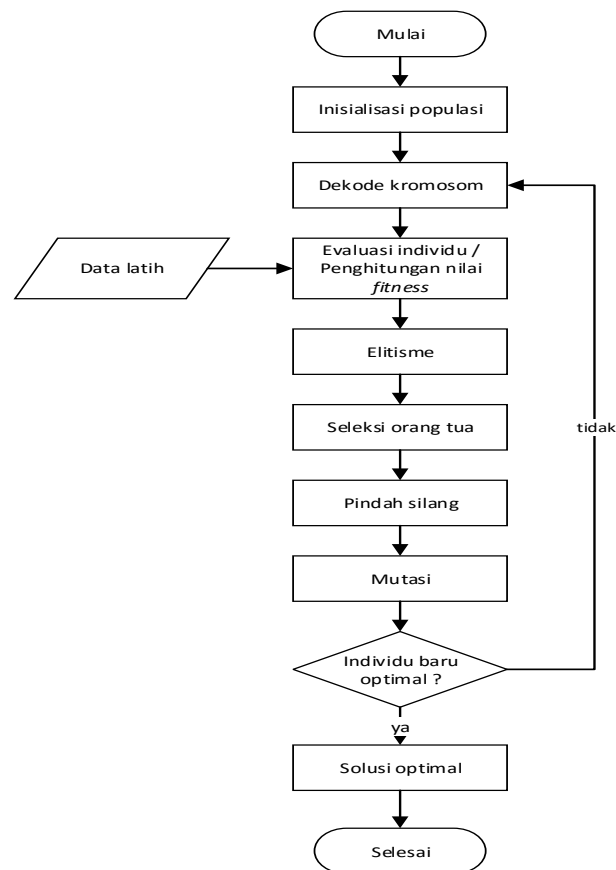 Mulai
Inisialisasi populasi
Dekode kromosom
Data latih
Evaluasi individu /
Penghitungan nilai
fitness
Elitisme
Seleksi orang tua
tidak
Pindah silang
Mutasi
Individu baru
optimal ?
ya
Solusi optimal
Selesai